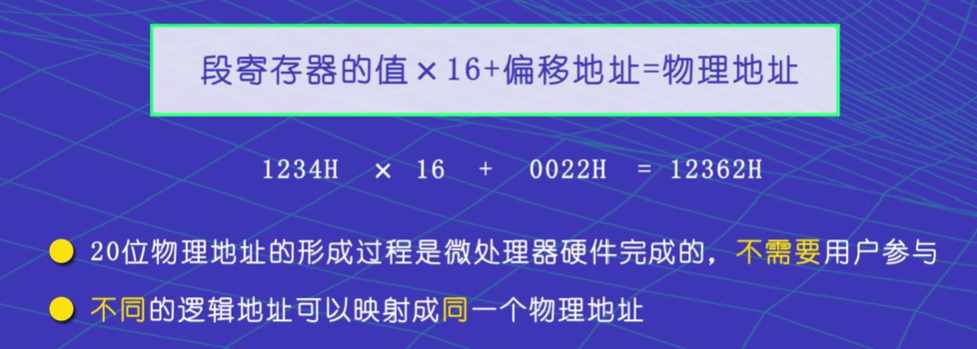 段寄存器的值×16+偏移地址=物理地址
1234H × 16 + 0022H = 12362H
20位物理地址的形成过程是微处理器硬件完成的，不需要用户参与
不同的逻辑地址可以映射成同一个物理地址